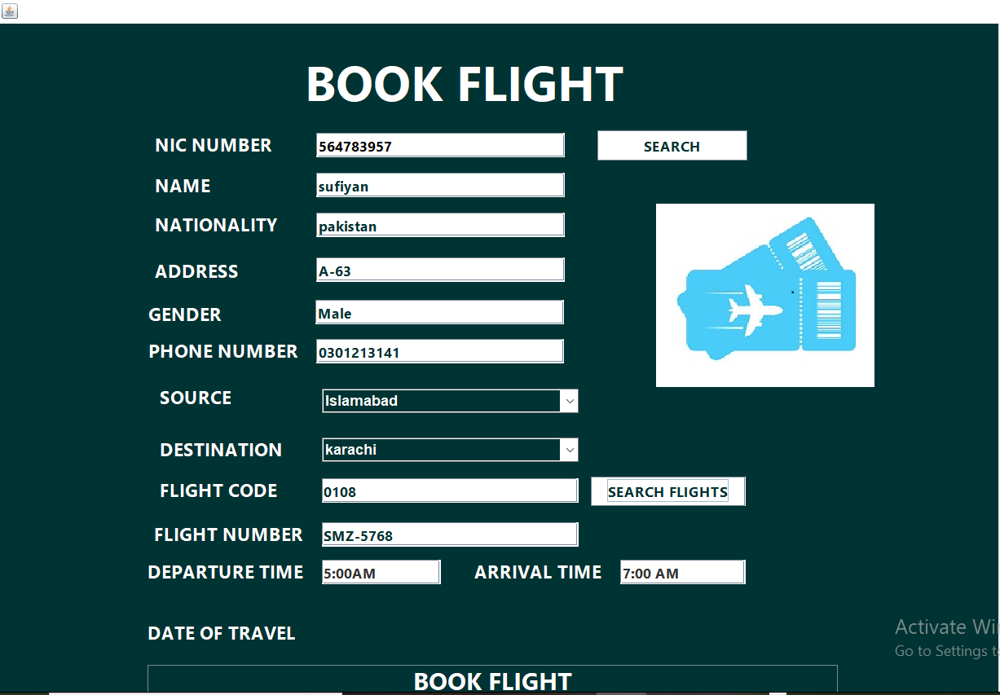 BOOK FLIGHT
NIC NUMBER 564783957 SEARCH
NAME sufiyan
NATIONALITY pakistan
ADDRESS A-63
GENDER Male
PHONE NUMBER 0301213141
SOURCE Islamabad
DESTINATION karachi
FLIGHT CODE 0108 SEARCH FLIGHTS
FLIGHT NUMBER SMZ-5768
DEPARTURE TIME 5:00AM ARRIVAL TIME 7:00 AM
DATE OF TRAVEL
Activate Wi
Go to Settings t
BOOK FLIGHT